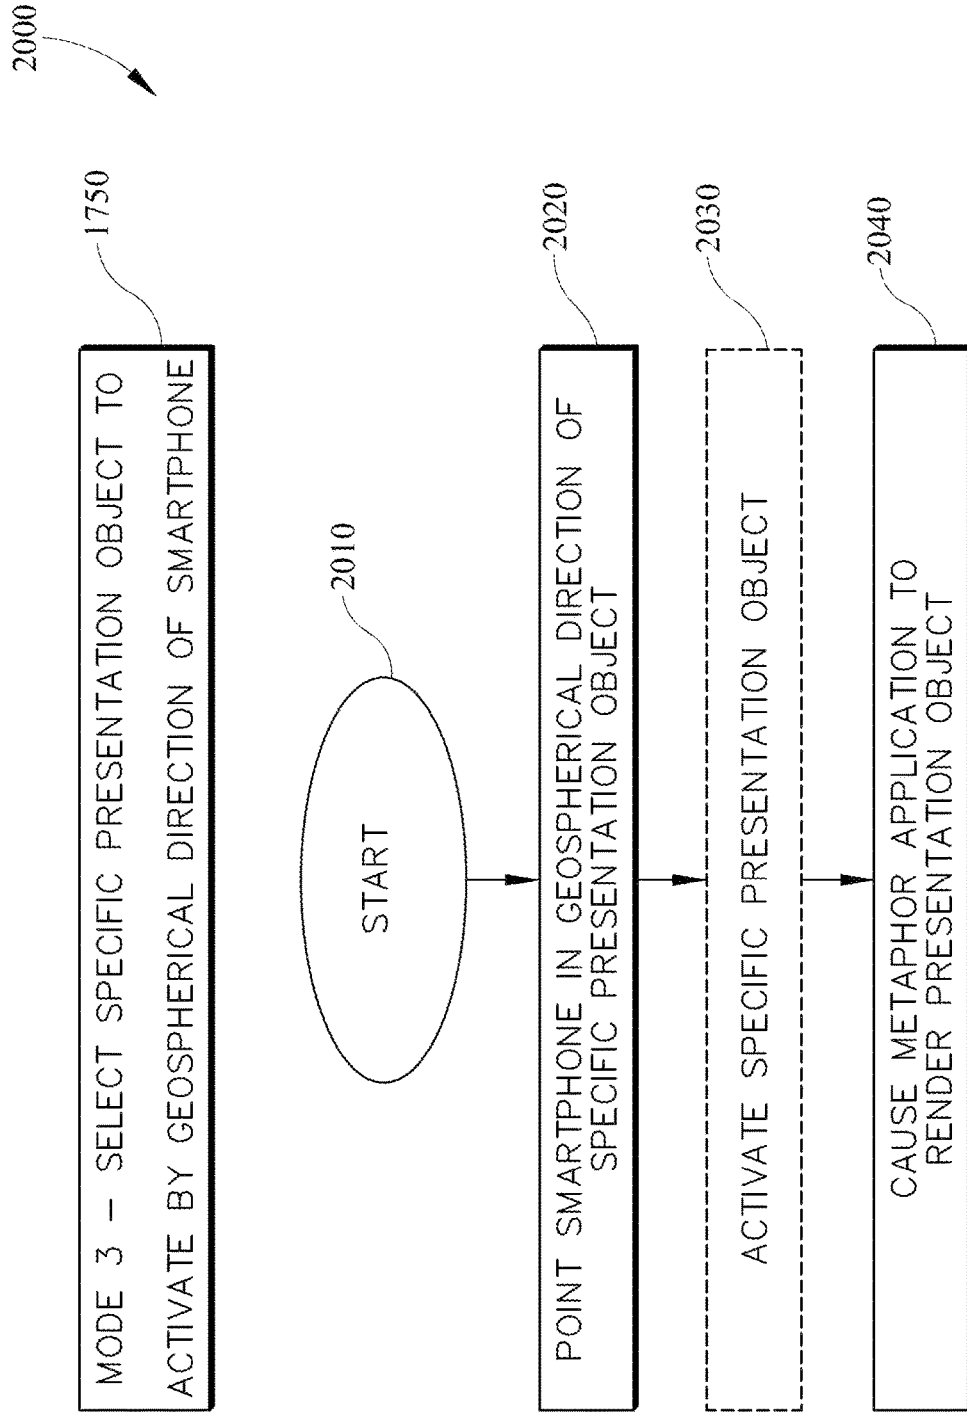 2000
1750
MODE 3 – SELECT SPECIFIC PRESENTATION OBJECT TO
ACTIVATE BY GEOSPHERICAL DIRECTION OF SMARTPHONE
2010
START
2020
POINT SMARTPHONE IN GEOSPHERICAL DIRECTION OF
SPECIFIC PRESENTATION OBJECT
2030
ACTIVATE SPECIFIC PRESENTATION OBJECT
2040
CAUSE METAPHOR APPLICATION TO
RENDER PRESENTATION OBJECT